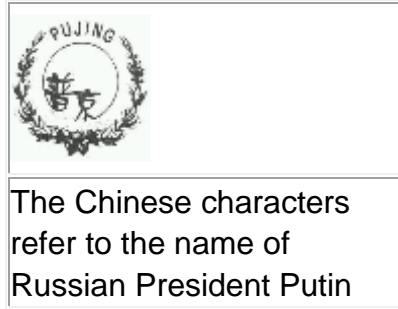 PUJING
普京
The Chinese characters
refer to the name of
Russian President Putin